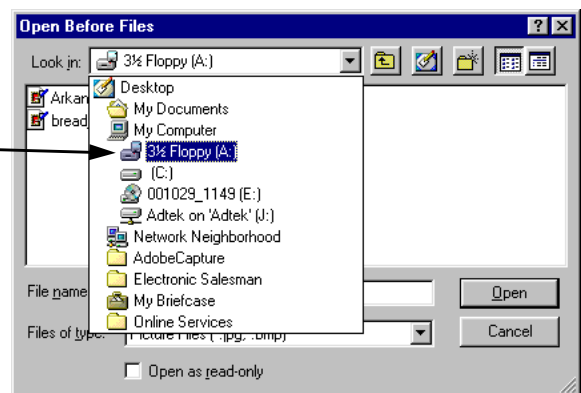 Open Before Files
Look in: 3½ Floppy (A:)
Desktop
Arkan
My Documents
bread
My Computer
3½ Floppy (A:)
(C:)
001029_1149 (E:)
Adtek on 'Adtek' (J:)
Network Neighborhood
AdobeCapture
Electronic Salesman
File name
Open
My Briefcase
Online Services
Files of type: Picture Files (*.jpg, *.bmp)
Cancel
Open as read-only